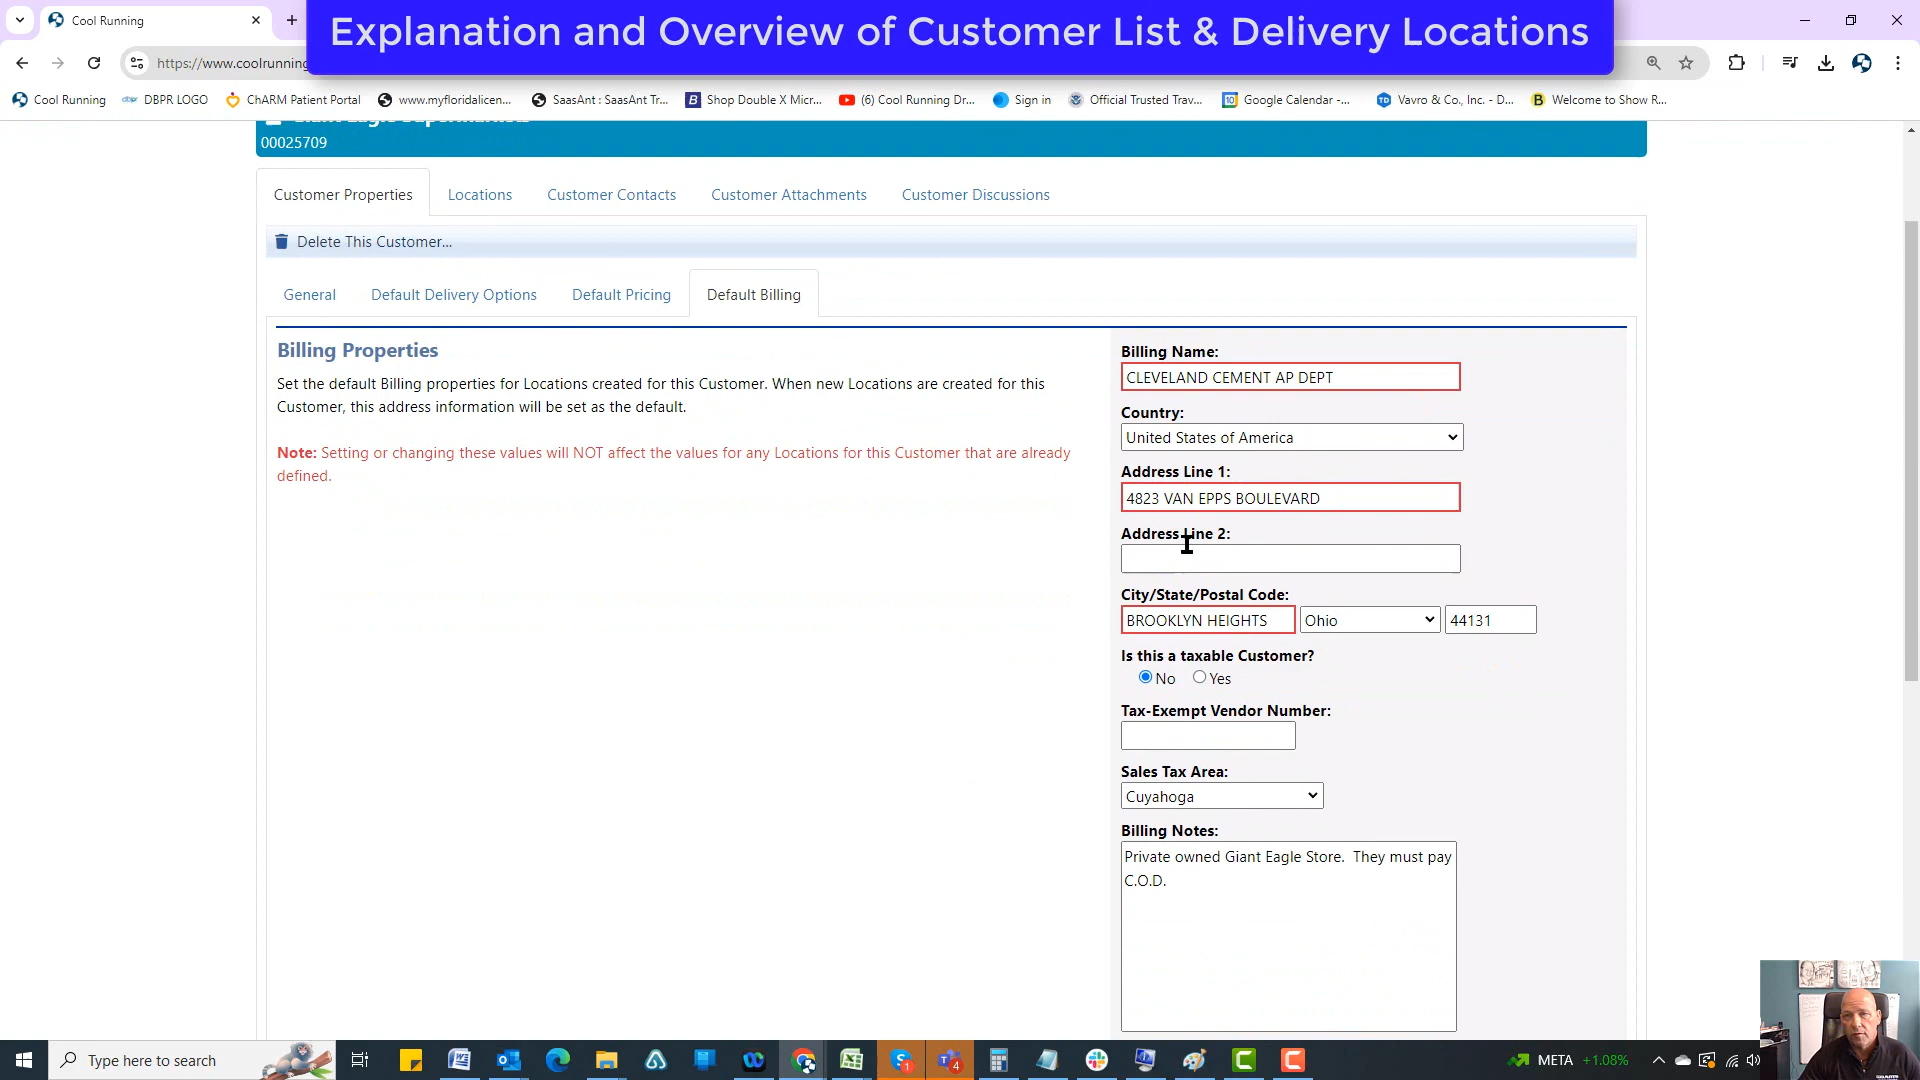 Cool Running
Explanation and Overview of Customer List & Delivery Locations
https://www.coolrunning
Cool Running
DBPR LOGO
ChARM Patient Portal
www.myfloridalicen...
SaasAnt : SaasAnt Tr...
Shop Double X Micr...
(6) Cool Running Dr...
Sign in
Official Trusted Trav...
Google Calendar -...
Vavro & Co., Inc. - D...
Welcome to Show R...
00025709
Customer Properties
Locations
Customer Contacts
Customer Attachments
Customer Discussions
Delete This Customer...
General
Default Delivery Options
Default Pricing
Default Billing
Billing Properties
Set the default Billing properties for Locations created for this Customer. When new Locations are created for this
Customer, this address information will be set as the default.
Note: Setting or changing these values will NOT affect the values for any Locations for this Customer that are already
defined.
Billing Name:
CLEVELAND CEMENT AP DEPT
Country:
United States of America
Address Line 1:
4823 VAN EPPS BOULEVARD
Address Line 2:
City/State/Postal Code:
BROOKLYN HEIGHTS
Ohio
44131
Is this a taxable Customer?
No
Yes
Tax-Exempt Vendor Number:
Sales Tax Area:
Cuyahoga
Billing Notes:
Private owned Giant Eagle Store. They must pay
C.O.D.
Type here to search
META +1.08%